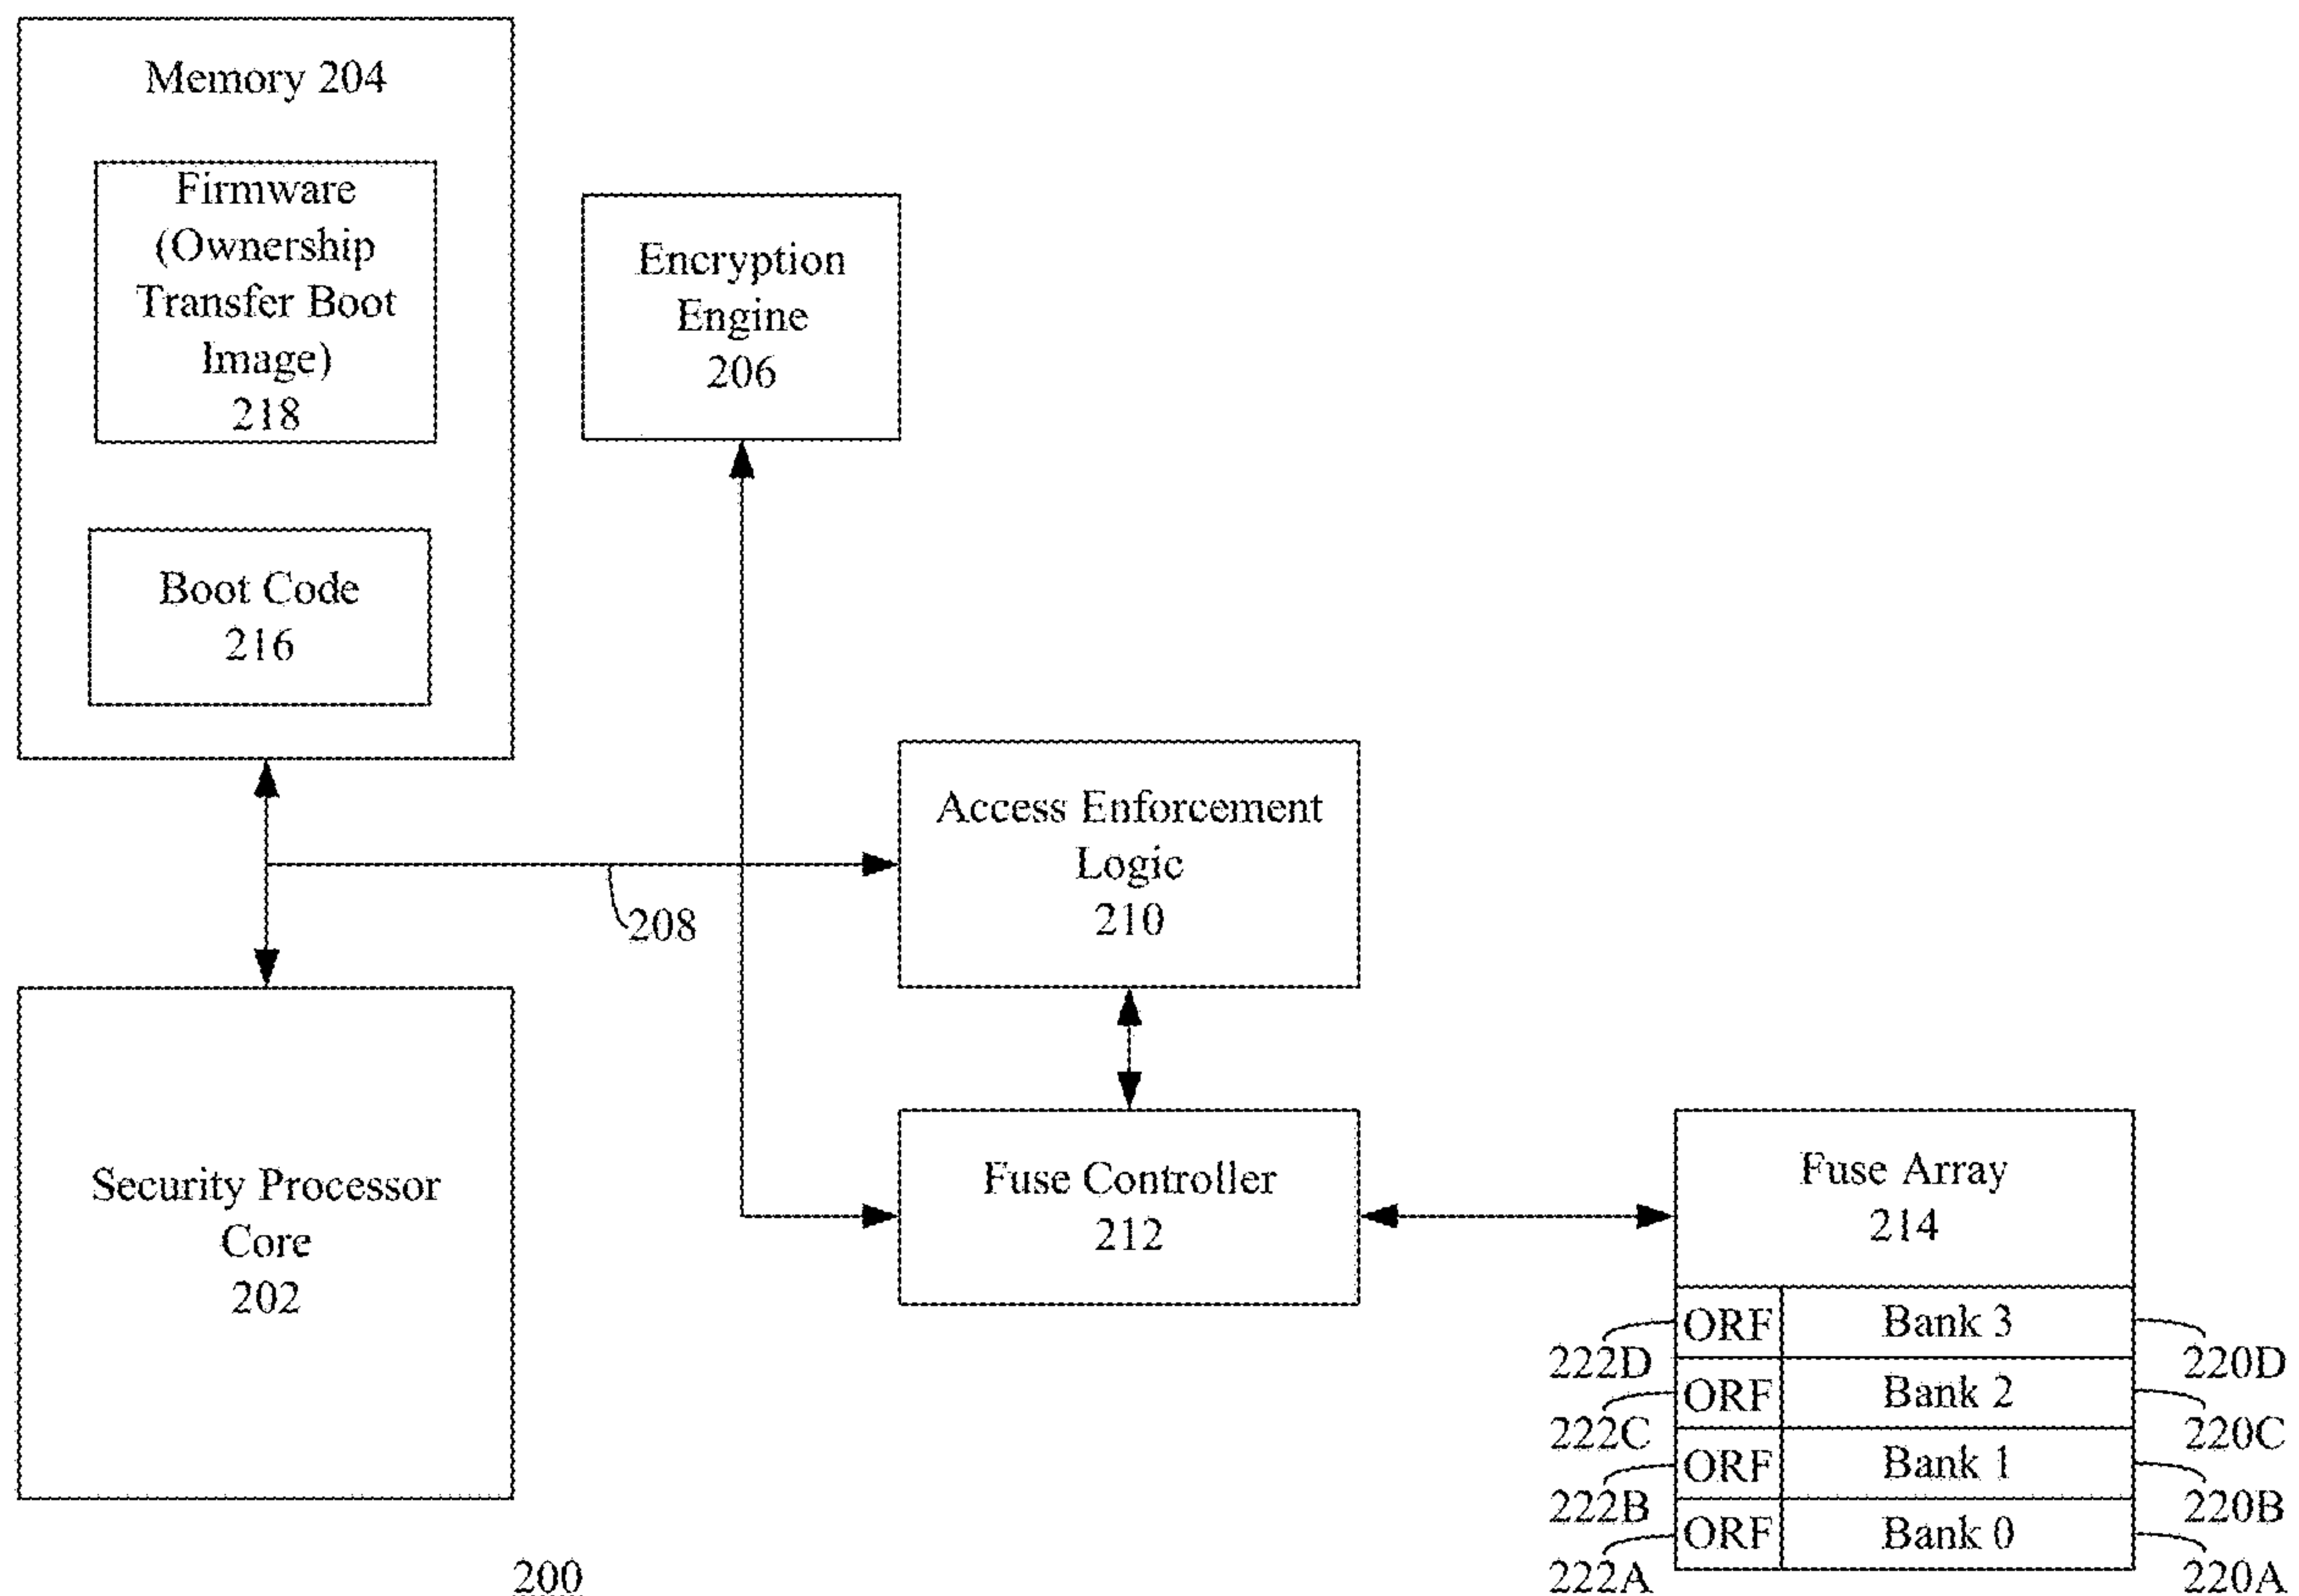 Memory 204
Firmware
(Ownership
Transfer Boot
Image)
218
Boot Code
216
Encryption
Engine
206
208
Access Enforcement
Logic
210
Security Processor
Core
202
Fuse Controller
212
Fuse Array
214
ORF Bank 3
222D 220D
ORF Bank 2
222C 220C
ORF Bank 1
222B 220B
ORF Bank 0
222A 220A
200